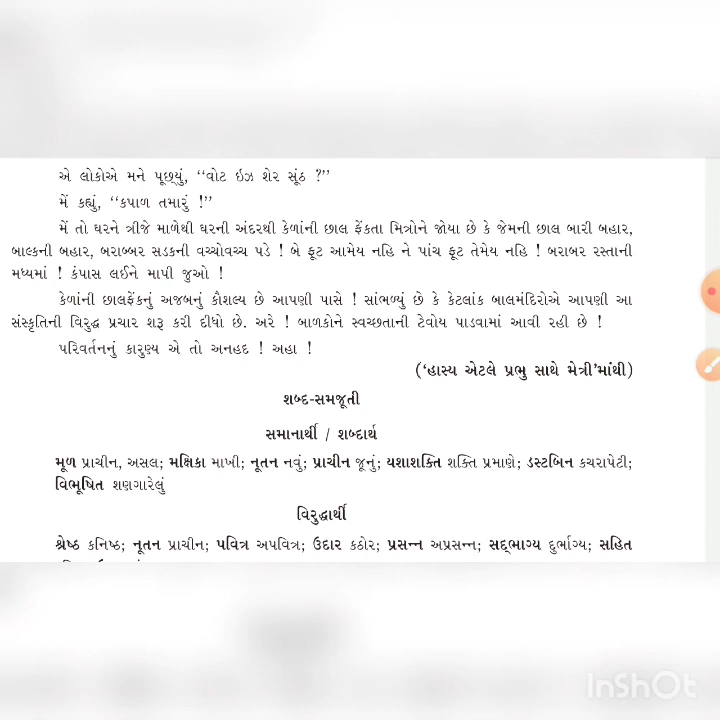 એ લોકોએ મને પૂછ્યું, ‘‘વોટ ઇઝ શેર સૂંઠ ?’’
મેં કહ્યું, ‘‘કપાળ તમારું !’’
મેં તો ઘરને ત્રીજે માળેથી ઘરની અંદરથી કેળાંની છાલ ફેંકતા મિત્રોને જોયા છે કે જેમની છાલ બારી બહાર,
બાલ્કની બહાર, બરાબ્બર સડકની વચ્ચોવચ્ચ પડે ! બે ફૂટ આમેય નહિ ને પાંચ ફૂટ તેમેય નહિ ! બરાબર રસ્તાની
મધ્યમાં ! કંપાસ લઈને માપી જુઓ !
કેળાંની છાલફેંકનું અજબનું કૌશલ્ય છે આપણી પાસે ! સાંભળ્યું છે કે કેટલાંક બાલમંદિરોએ આપણી આ
સંસ્કૃતિની વિરુદ્ધ પ્રચાર શરૂ કરી દીધો છે. અરે ! બાળકોને સ્વચ્છતાની ટેવોય પાડવામાં આવી રહી છે !
પરિવર્તનનું કારુણ્ય એ તો અનહદ ! અહા !
(‘હાસ્ય એટલે પ્રભુ સાથે મેત્રી’માંથી)
શબ્દ-સમજૂતી
સમાનાર્થી / શબ્દાર્થ
મૂળ પ્રાચીન, અસલ; મક્ષિકા માખી; નૂતન નવું; પ્રાચીન જૂનું; યશાશક્તિ શક્તિ પ્રમાણે; ડસ્ટબિન કચરાપેટી;
વિભૂષિત શણગારેલું
વિરુદ્ધાર્થી
શ્રેષ્ઠ કનિષ્ઠ; નૂતન પ્રાચીન; પવિત્ર અપવિત્ર; ઉદાર કઠોર; પ્રસન્ન અપ્રસન્ન; સદ્ભાગ્ય દુર્ભાગ્ય; સહિત
InShOt